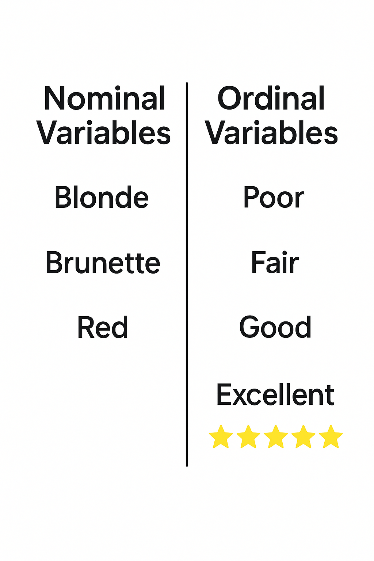 Nominal
Variables
Blonde
Brunette
Red
Ordinal
Variables
Poor
Fair
Good
Excellent